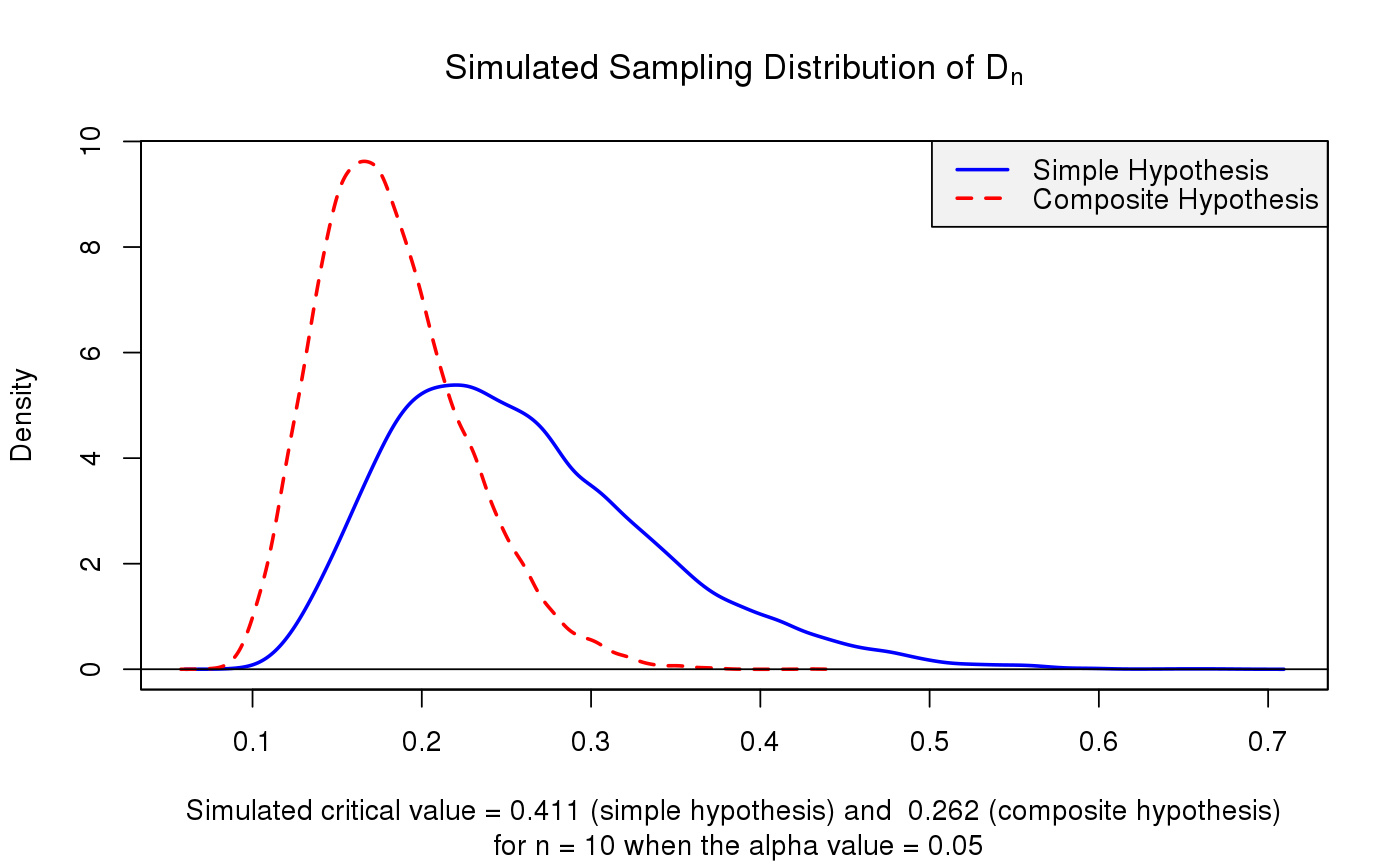 Simulated Sampling Distribution of Dn
Simple Hypothesis
Composite Hypothesis
Density
10
8
6
4
2
0
0.1 0.2 0.3 0.4 0.5 0.6 0.7
Simulated critical value = 0.411 (simple hypothesis) and  0.262 (composite hypothesis)
for n = 10 when the alpha value = 0.05